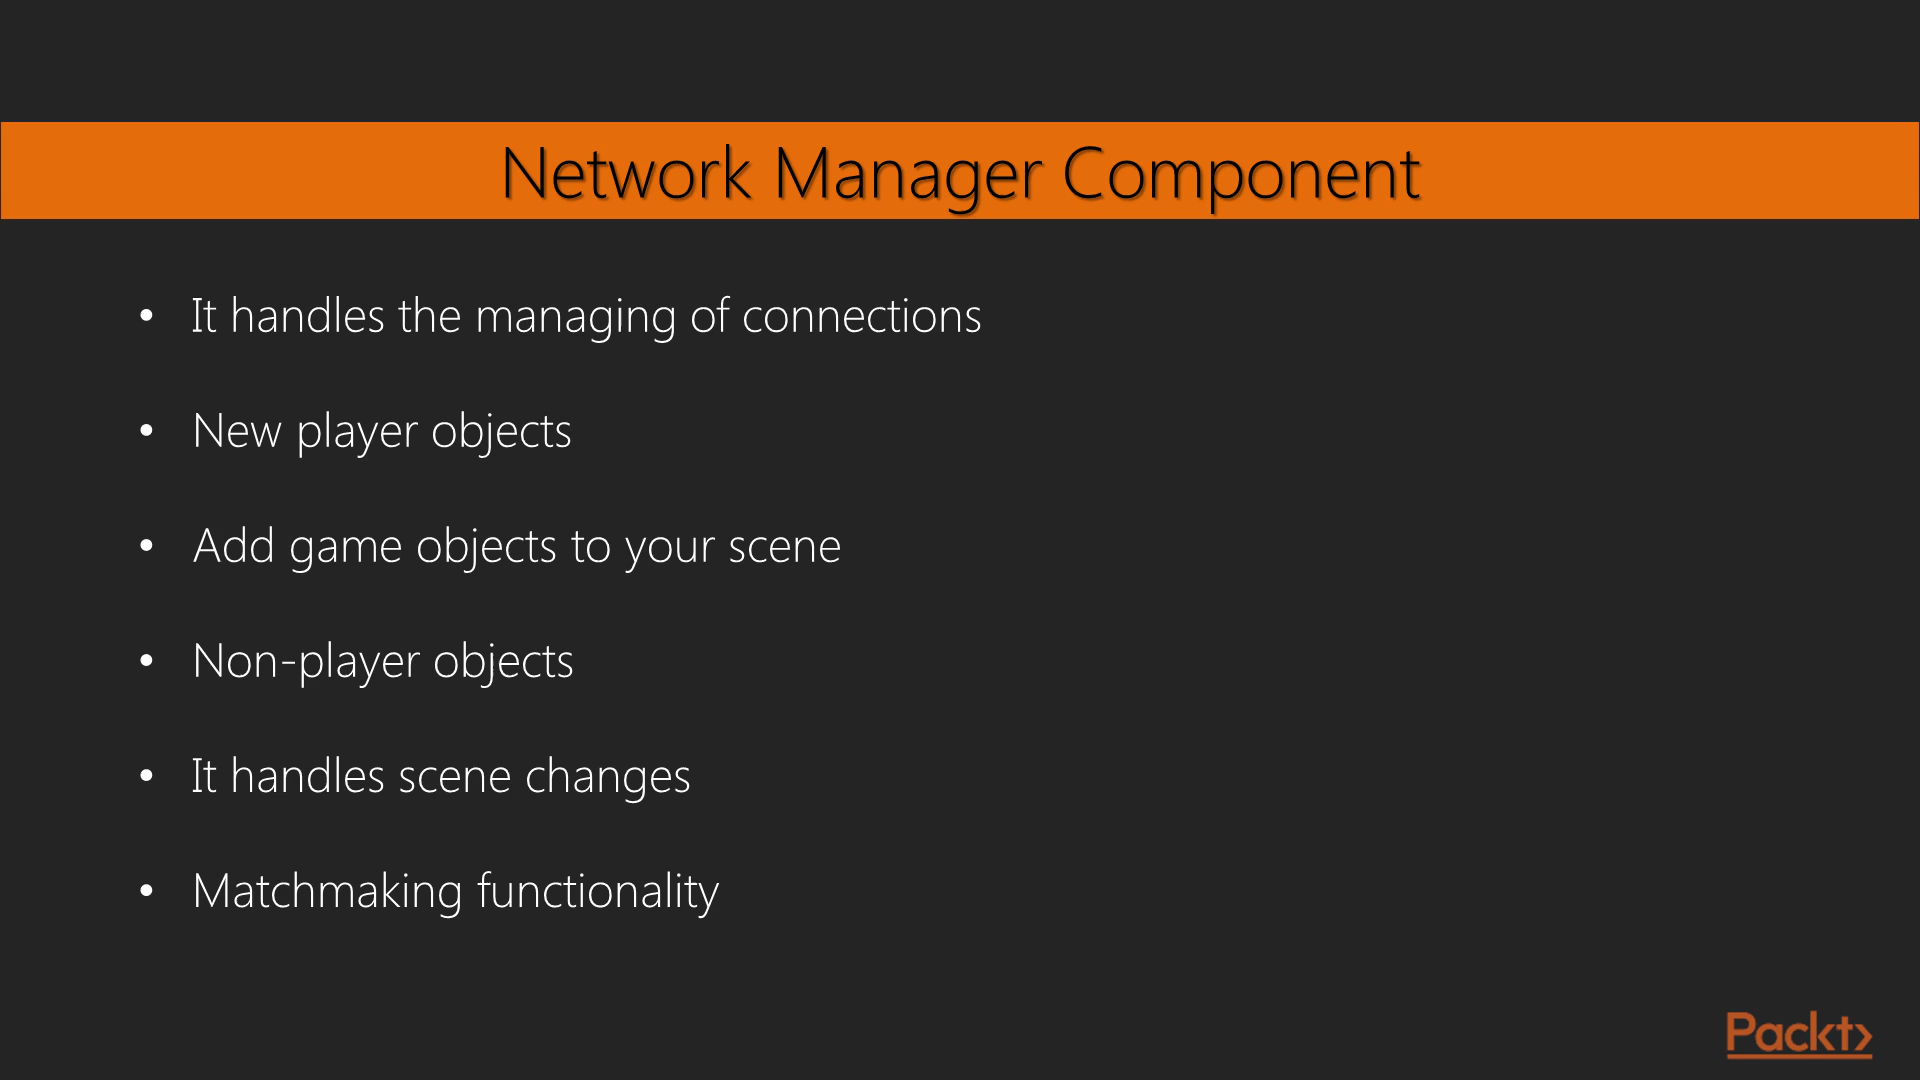 Network Manager Component
• It handles the managing of connections
• New player objects
• Add game objects to your scene
• Non-player objects
• It handles scene changes
• Matchmaking functionality
Packt>